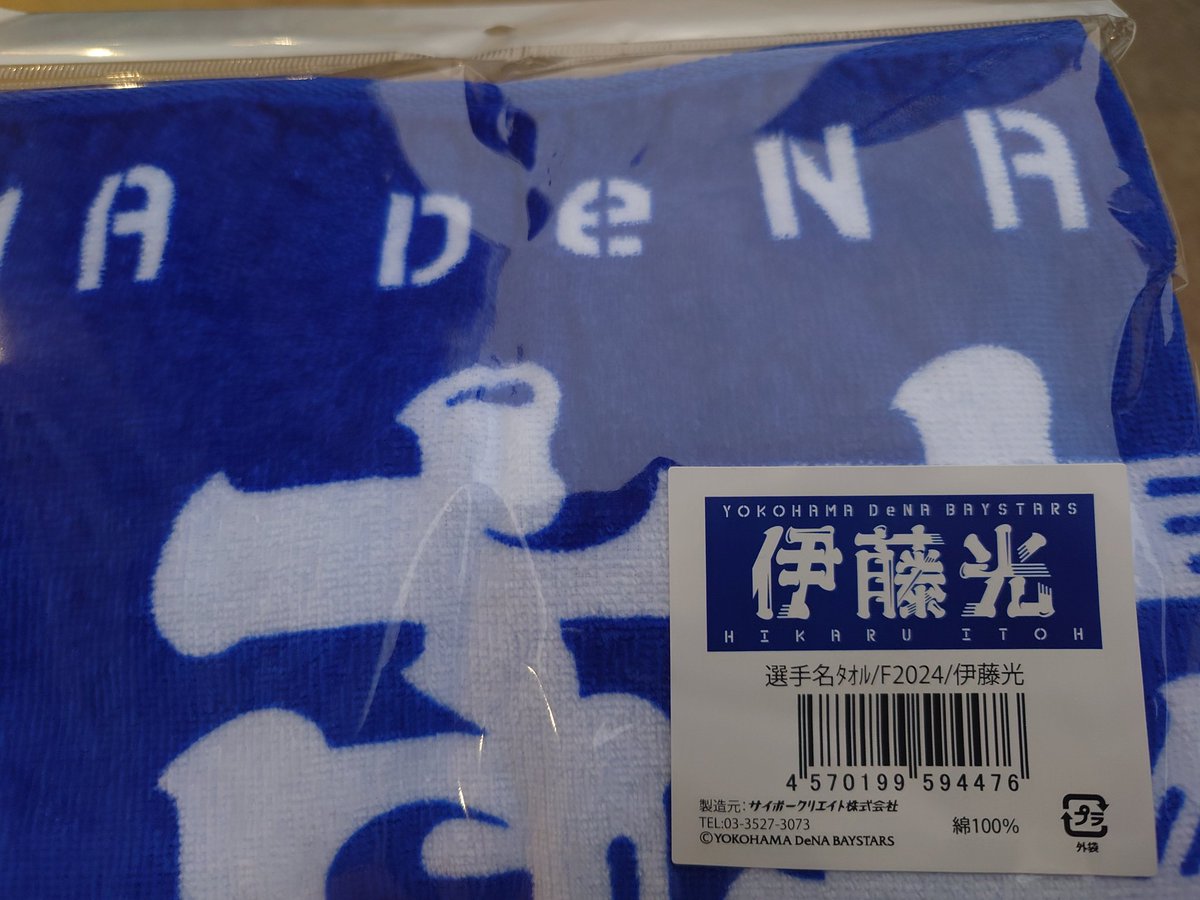 A DeNA
YOKOHAMA DeNA BAYSTARS
伊藤光
HIKARU ITOH
選手名ﾀｵﾙ/F2024/伊藤光
4 570199 594476
製造元：サイボークリエイト株式会社
TEL:03-3527-3073
綿100%
©YOKOHAMA DeNA BAYSTARS
プラ
外袋